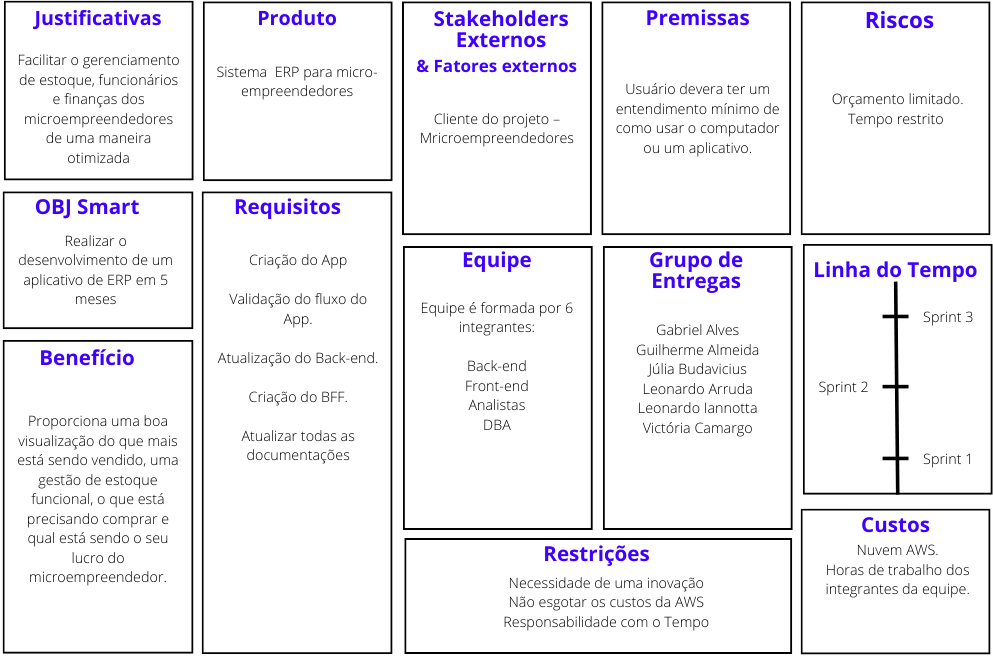 Justificativas
Facilitar o gerenciamento
de estoque, funcionários
e finanças dos
microempreendedores
de uma maneira
otimizada
OBJ Smart
Realizar o
desenvolvimento de um
aplicativo de ERP em 5
meses
Benefício
Proporciona uma boa
visualização do que mais
está sendo vendido, uma
gestão de estoque
funcional, o que está
precisando comprar e
qual está sendo o seu
lucro do
microempreendedor.
Produto
Sistema  ERP para micro-
empreendedores
Requisitos
Criação do App
Validação do fluxo do
App.
Atualização do Back-end.
Criação do BFF.
Atualizar todas as
documentações
Stakeholders
Externos
& Fatores externos
Cliente do projeto –
Mricroempreendedores
Equipe
Equipe é formada por 6
integrantes:
Back-end
Front-end
Analistas
DBA
Premissas
Usuário devera ter um
entendimento mínimo de
como usar o computador
ou um aplicativo.
Grupo de
Entregas
Gabriel Alves
Guilherme Almeida
Júlia Budavicius
Leonardo Arruda
Leonardo Iannotta
Victória Camargo
Restrições
Necessidade de uma inovação
Não esgotar os custos da AWS
Responsabilidade com o Tempo
Riscos
Orçamento limitado.
Tempo restrito
Linha do Tempo
Sprint 3
Sprint 2
Sprint 1
Custos
Nuvem AWS.
Horas de trabalho dos
integrantes da equipe.